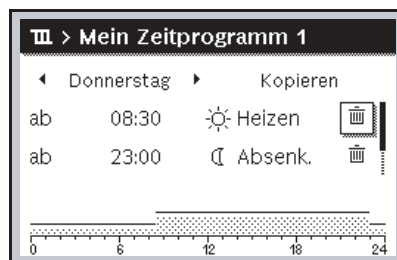 > Mein Zeitprogramm 1
Donnerstag Kopieren
ab 08:30 Heizen
ab 23:00 Absenk.
0 6 12 18 24